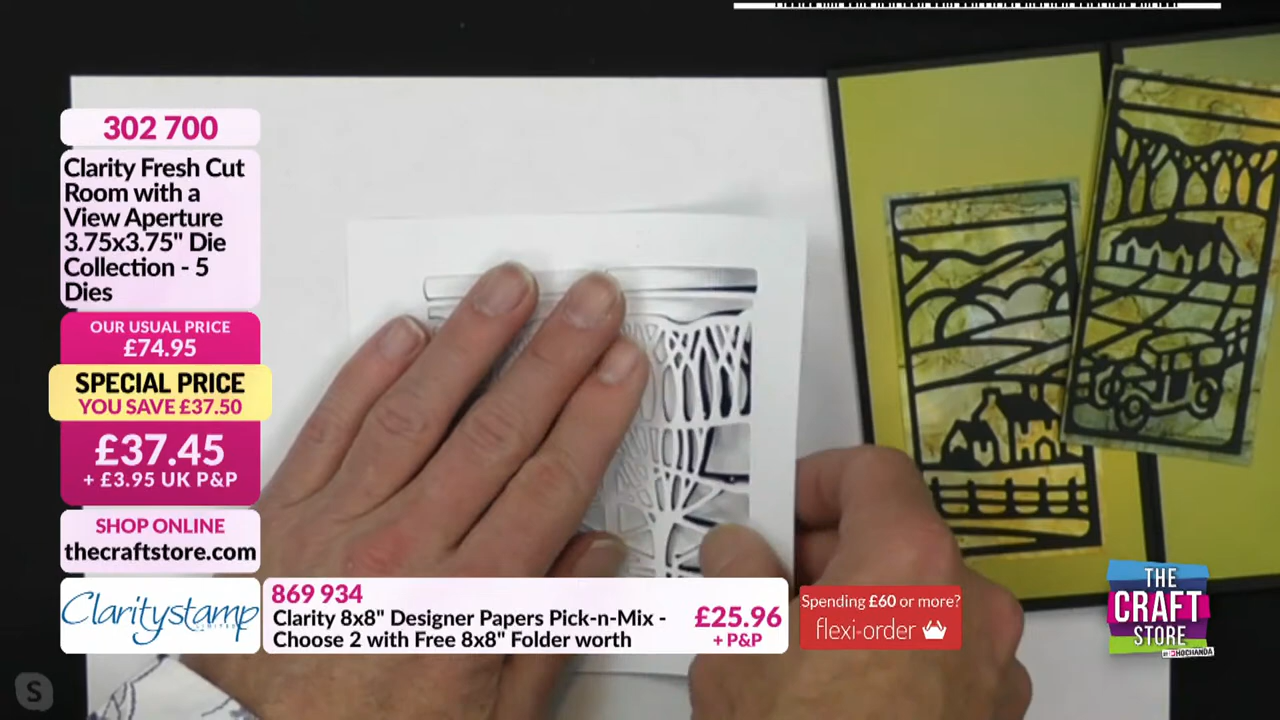 302 700
Clarity Fresh Cut
Room with a
View Aperture
3.75x3.75" Die
Collection - 5
Dies
OUR USUAL PRICE
£74.95
SPECIAL PRICE
YOU SAVE £37.50
£37.45
+ £3.95 UK P&P
SHOP ONLINE
thecraftstore.com
Claritystamp
LIMITED
869 934
Clarity 8x8" Designer Papers Pick-n-Mix -
Choose 2 with Free 8x8" Folder worth
£25.96
+ P&P
Spending £60 or more?
flexi-order
THE
CRAFT
STORE
BY HOCHANDA
S